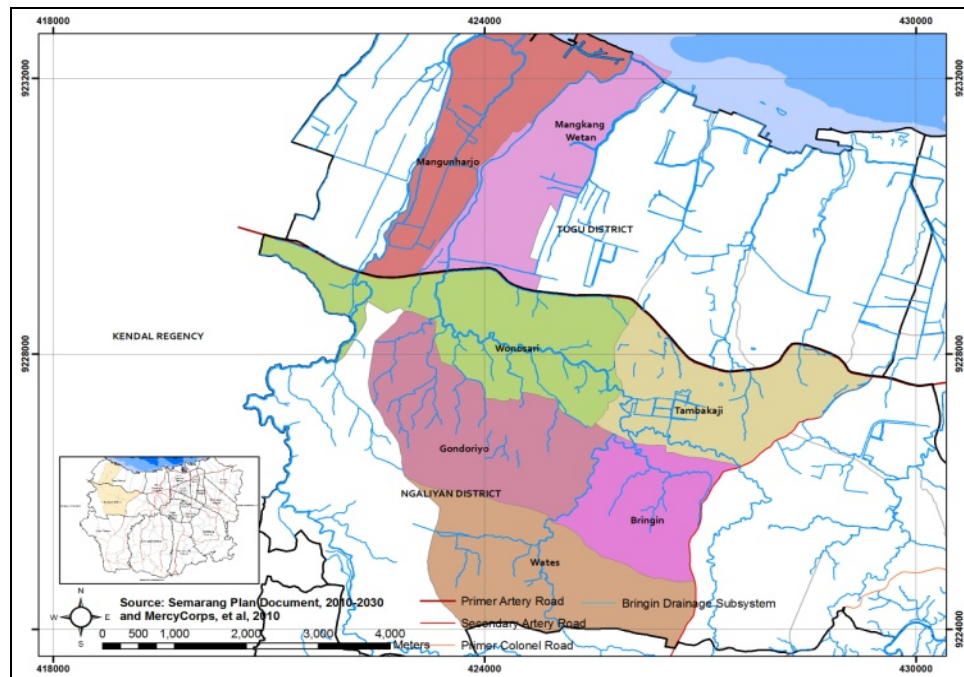 418000 424000 430000
9232000 9232000
Mangkang
Wetan
Mangunharjo
TUGU DISTRICT
KENDAL REGENCY
9228000 9228000
Wonosari
Tambakaji
Gondoriyo
NGALIYAN DISTRICT
Bringin
Wates
N
W E
S
Source: Semarang Plan Document, 2010-2030
and MercyCorps, et al, 2010
0 500 1,000 2,000 3,000 4,000
Meters
Primer Artery Road
Secondary Artery Road
Primer Colonel Road
Bringin Drainage Subsystem
9224000
418000 424000 430000